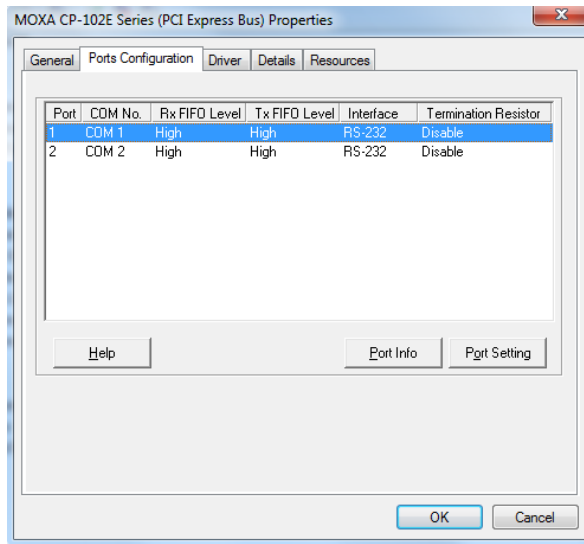 MOXA CP-102E Series (PCI Express Bus) Properties
General Ports Configuration Driver Details Resources
Port COM No. Rx FIFO Level Tx FIFO Level Interface Termination Resistor
1 COM 1 High High RS-232 Disable
2 COM 2 High High RS-232 Disable
Help Port Info Port Setting
OK Cancel